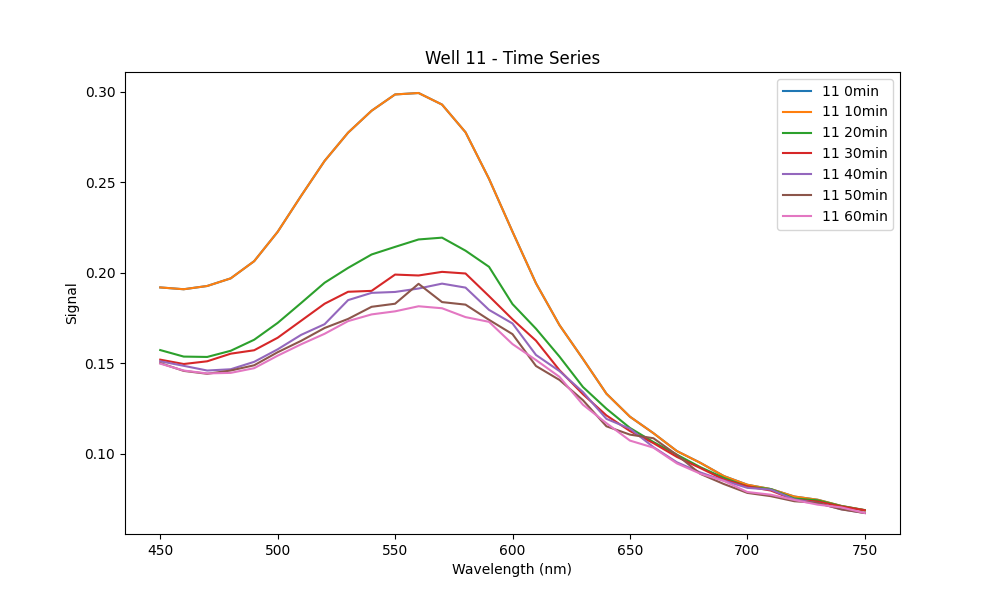 Well 11 - Time Series
Signal
0.30
0.25
0.20
0.15
0.10
11 0min
11 10min
11 20min
11 30min
11 40min
11 50min
11 60min
450 500 550 600 650 700 750
Wavelength (nm)